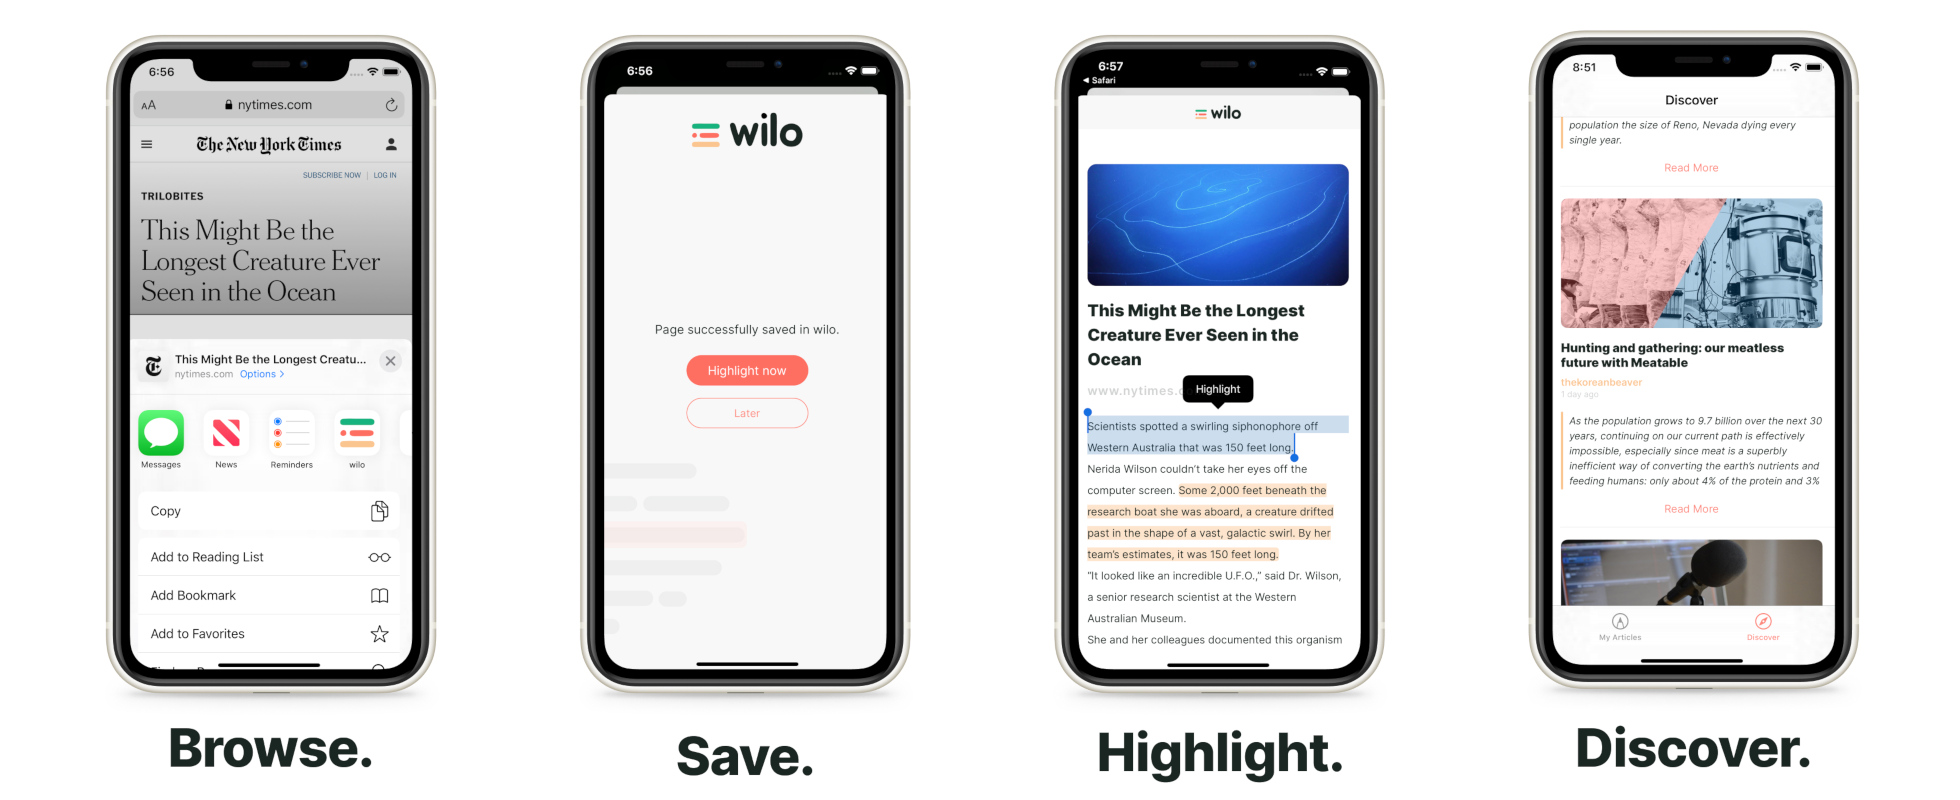 6:56
AA
nytimes.com
The New York Times
SUBSCRIBE NOW | LOG IN
TRILOBITES
This Might Be the
Longest Creature Ever
Seen in the Ocean
This Might Be the Longest Creatu...
nytimes.com Options >
Messages
News
Reminders
wilo
Copy
Add to Reading List
Add Bookmark
Add to Favorites
Browse.
6:56
wilo
Page successfully saved in wilo.
Highlight now
Later
Save.
6:57
◀ Safari
wilo
This Might Be the Longest
Creature Ever Seen in the
Ocean
www.nytimes.c
Highlight
Scientists spotted a swirling siphonophore off
Western Australia that was 150 feet long.
Nerida Wilson couldn't take her eyes off the
computer screen. Some 2,000 feet beneath the
research boat she was aboard, a creature drifted
past in the shape of a vast, galactic swirl. By her
team's estimates, it was 150 feet long.
"It looked like an incredible U.F.O.," said Dr. Wilson,
a senior research scientist at the Western
Australian Museum.
She and her colleagues documented this organism
Highlight.
8:51
Discover
population the size of Reno, Nevada dying every
single year.
Read More
Hunting and gathering: our meatless
future with Meatable
thekoreanbeaver
1 day ago
As the population grows to 9.7 billion over the next 30
years, continuing on our current path is effectively
impossible, especially since meat is a superbly
inefficient way of converting the earth's nutrients and
feeding humans: only about 4% of the protein and 3%
Read More
My Articles
Discover
Discover.